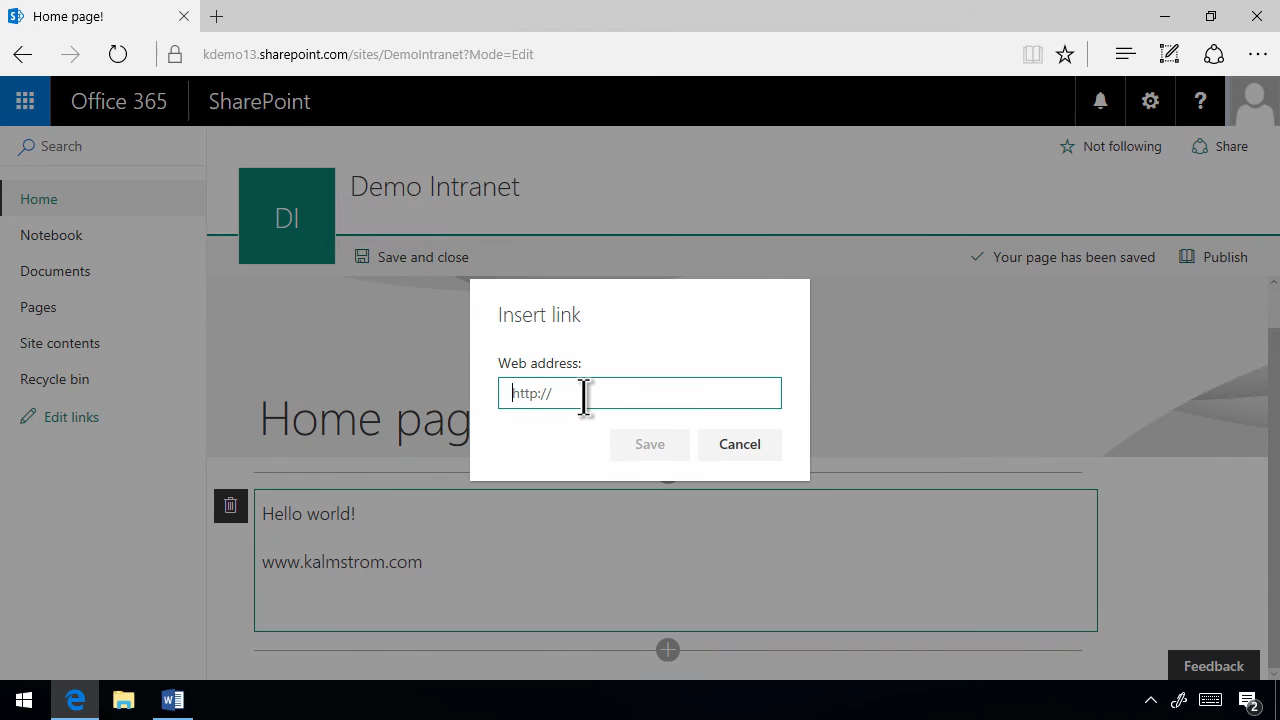 Home page!
kdemo13.sharepoint.com/sites/DemoIntranet?Mode=Edit
Office 365
SharePoint
?
Search
Not following
Share
Home
DI
Demo Intranet
Notebook
Save and close
Your page has been saved
Publish
Documents
Pages
Insert link
Site contents
Web address:
Recycle bin
http://
Edit links
Home pag
Save
Cancel
Hello world!
www.kalmstrom.com
Feedback
2